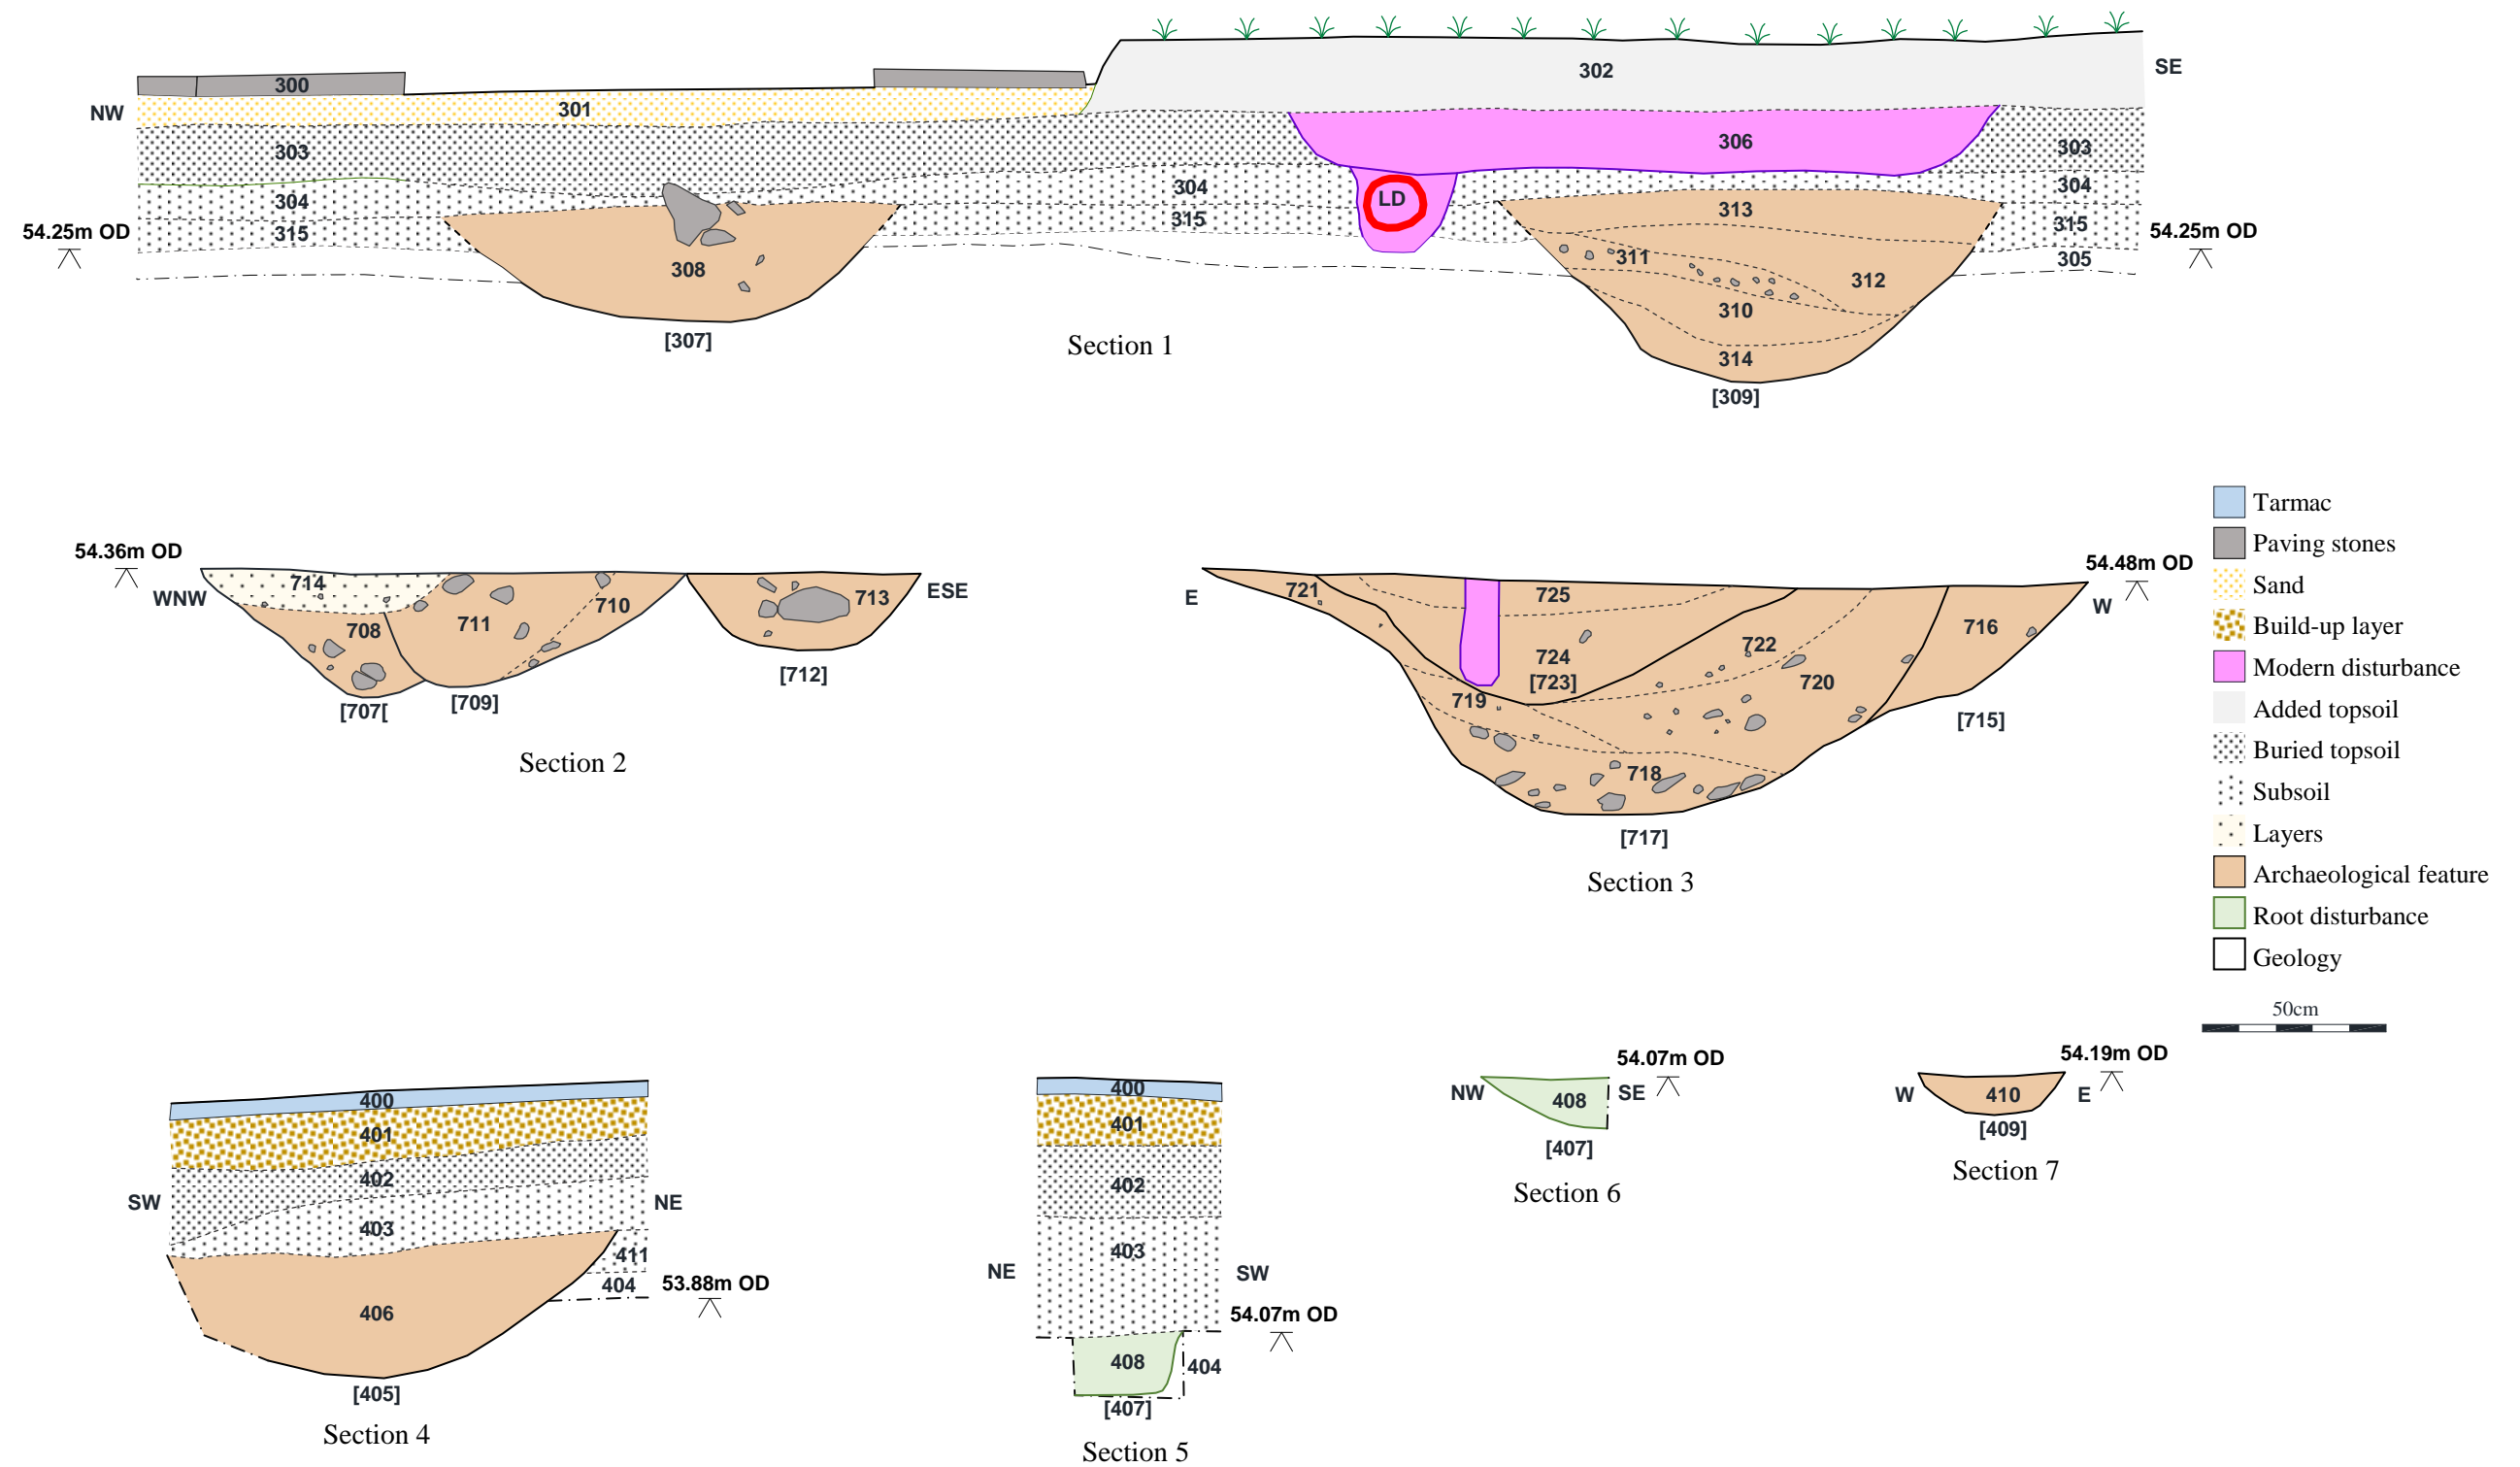 302
SE
300
NW
301
306
303
303
304
304
LD
304
313
315
315
315
54.25m OD
54.25m OD
311
305
308
312
310
[307]
Section 1
314
[309]
Tarmac
54.36m OD
714
WNW
710
713
ESE
711
708
[712]
[709]
[707[
Section 2
54.48m OD
721
E
725
W
716
722
724
[723]
720
719
[715]
718
[717]
Section 3
Paving stones
Sand
Build-up layer
Modern disturbance
Added topsoil
Buried topsoil
Subsoil
Layers
Archaeological feature
Root disturbance
Geology
50cm
400
401
402
SW
NE
403
411
404
53.88m OD
406
[405]
Section 4
400
401
402
403
NE
SW
54.07m OD
408
404
[407]
Section 5
54.07m OD
NW
SE
408
[407]
Section 6
54.19m OD
W
410
E
[409]
Section 7